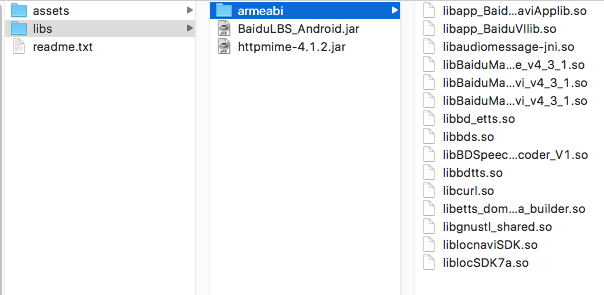 assets
libs
readme.txt
armeabi
BaiduLBS_Android.jar
httpmime-4.1.2.jar
libapp_Baid...aviApplib.so
libapp_BaiduVIlib.so
libaudiomessage-jni.so
libBaiduMa...e_v4_3_1.so
libBaiduMa...vi_v4_3_1.so
libBaiduMa...vi_v4_3_1.so
libbd_etts.so
libbds.so
libBDSpeec...coder_V1.so
libbdtts.so
libcurl.so
libetts_dom...a_builder.so
libgnustl_shared.so
liblocnaviSDK.so
liblocSDK7a.so